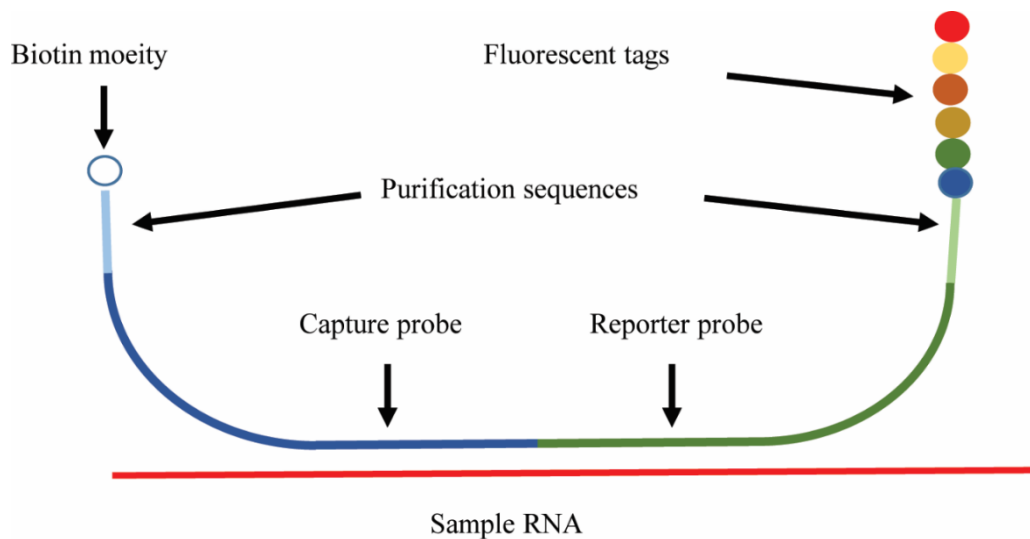 Biotin moeity
Fluorescent tags
Purification sequences
Capture probe
Reporter probe
Sample RNA